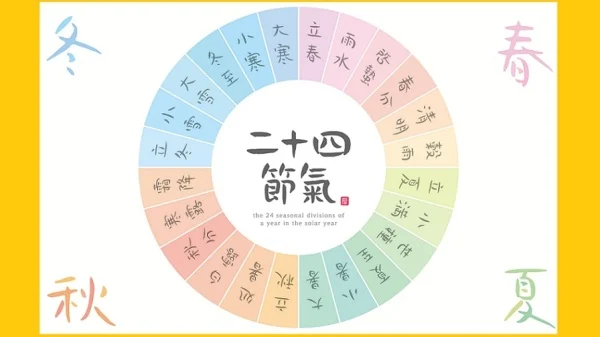 冬
春
二十四
節氣
the 24 seasonal divisions of
a year in the solar year
立春
雨水
啓蟄
春分
清明
穀雨
立夏
小満
芒種
夏至
小暑
大暑
立秋
処暑
白露
秋分
寒露
霜降
立冬
小雪
大雪
冬至
小寒
大寒
秋
夏